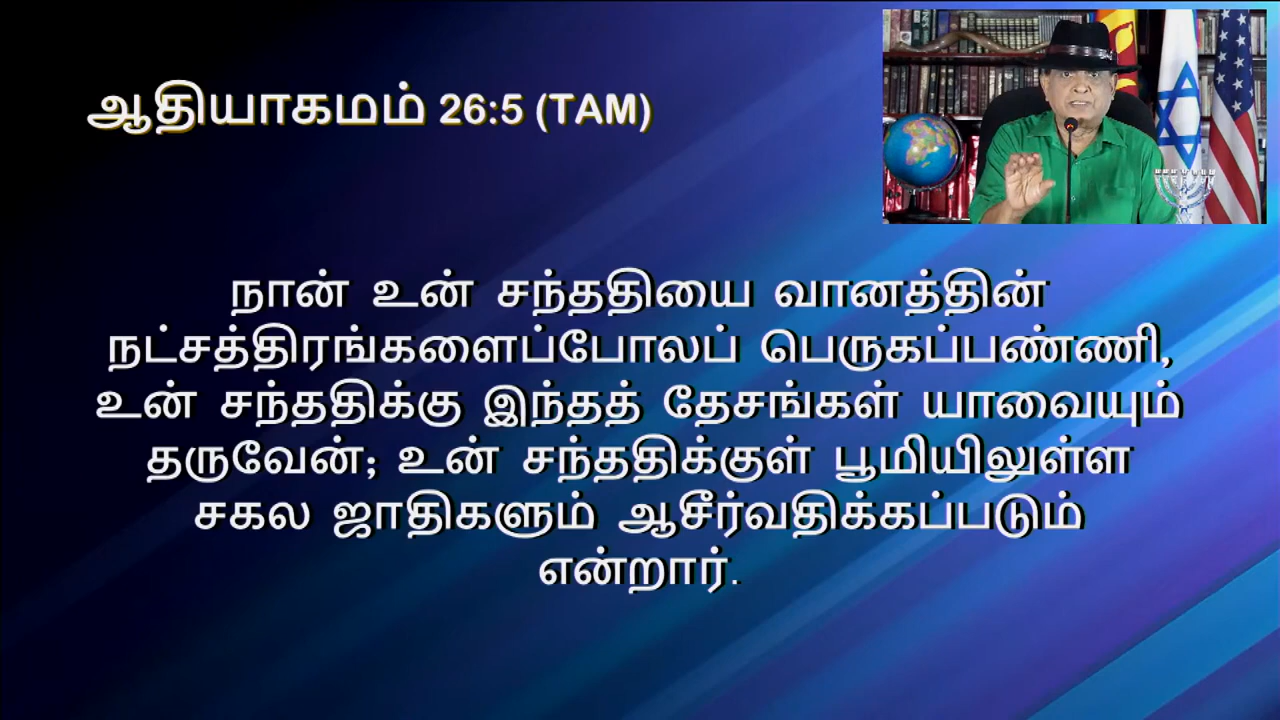 ஆதியாகமம் 26:5 (TAM)
நான் உன் சந்ததியை வானத்தின்
நட்சத்திரங்களைப்போலப் பெருகப்பண்ணி,
உன் சந்ததிக்கு இந்தத் தேசங்கள் யாவையும்
தருவேன்; உன் சந்ததிக்குள் பூமியிலுள்ள
சகல ஜாதிகளும் ஆசீர்வதிக்கப்படும்
என்றார்.